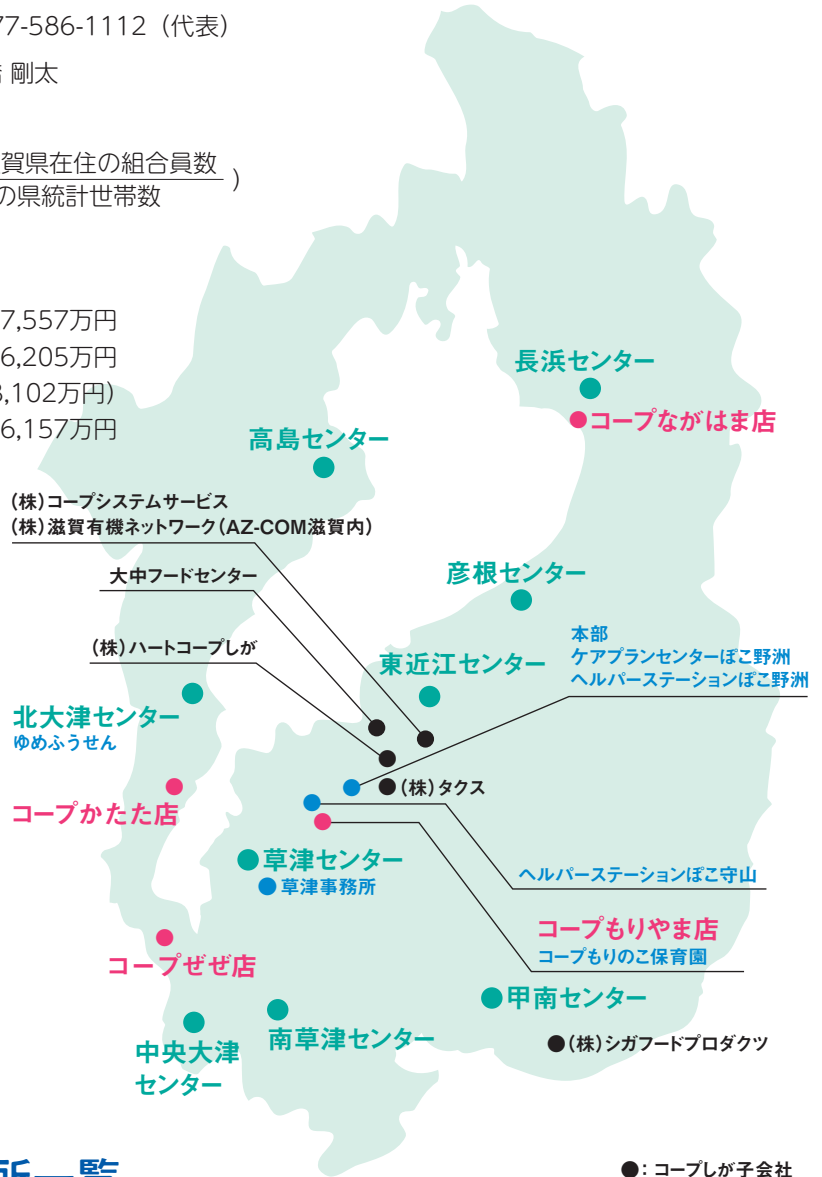 77-586-1112（代表）
剛太
賀県在住の組合員数
の県統計世帯数
)
7,557万円
6,205万円
3,102万円)
6,157万円
長浜センター
●コープながはま店
高島センター
(株)コープシステムサービス
(株)滋賀有機ネットワーク(AZ-COM滋賀内)
大中フードセンター
彦根センター
本部
ケアプランセンターぽこ野洲
ヘルパーステーションぽこ野洲
(株)ハートコープしが
東近江センター
北大津センター
ゆめふうせん
●(株)タクス
コープかたた店
●草津センター
●草津事務所
ヘルパーステーションぽこ守山
コープもりやま店
コープもりのこ保育園
コープぜぜ店
●甲南センター
南草津センター
●(株)シガフードプロダクツ
中央大津
センター
所一覧
●：コープしが子会社